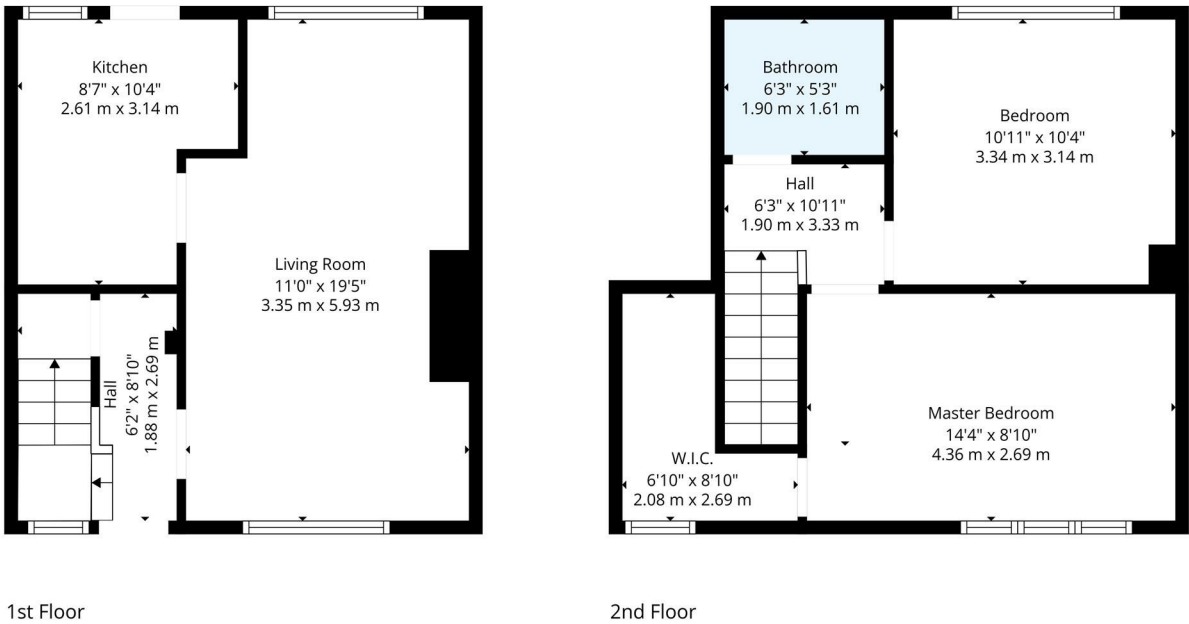 Kitchen
8'7" x 10'4"
2.61 m x 3.14 m
Living Room
11'0" x 19'5"
3.35 m x 5.93 m
Hall
6'2" x 8'10"
1.88 m x 2.69 m
1st Floor
Bathroom
6'3" x 5'3"
1.90 m x 1.61 m
Bedroom
10'11" x 10'4"
3.34 m x 3.14 m
Hall
6'3" x 10'11"
1.90 m x 3.33 m
Master Bedroom
14'4" x 8'10"
4.36 m x 2.69 m
W.I.C.
6'10" x 8'10"
2.08 m x 2.69 m
2nd Floor